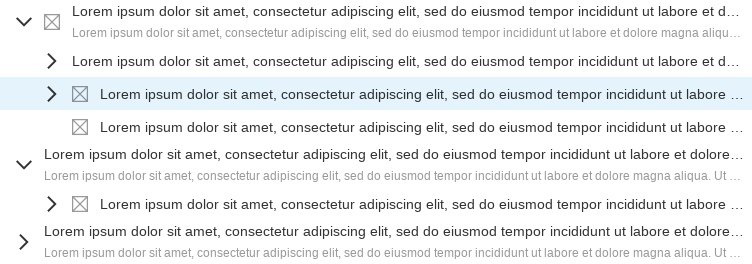 Lorem ipsum dolor sit amet, consectetur adipiscing elit, sed do eiusmod tempor incididunt ut labore et d…
Lorem ipsum dolor sit amet, consectetur adipiscing elit, sed do eiusmod tempor incididunt ut labore et dolore magna aliqu…
Lorem ipsum dolor sit amet, consectetur adipiscing elit, sed do eiusmod tempor incididunt ut labore et d…
Lorem ipsum dolor sit amet, consectetur adipiscing elit, sed do eiusmod tempor incididunt ut labore …
Lorem ipsum dolor sit amet, consectetur adipiscing elit, sed do eiusmod tempor incididunt ut labore …
Lorem ipsum dolor sit amet, consectetur adipiscing elit, sed do eiusmod tempor incididunt ut labore et dolore…
Lorem ipsum dolor sit amet, consectetur adipiscing elit, sed do eiusmod tempor incididunt ut labore et dolore magna aliqua. Ut …
Lorem ipsum dolor sit amet, consectetur adipiscing elit, sed do eiusmod tempor incididunt ut labore …
Lorem ipsum dolor sit amet, consectetur adipiscing elit, sed do eiusmod tempor incididunt ut labore et dolore…
Lorem ipsum dolor sit amet, consectetur adipiscing elit, sed do eiusmod tempor incididunt ut labore et dolore magna aliqua. Ut …